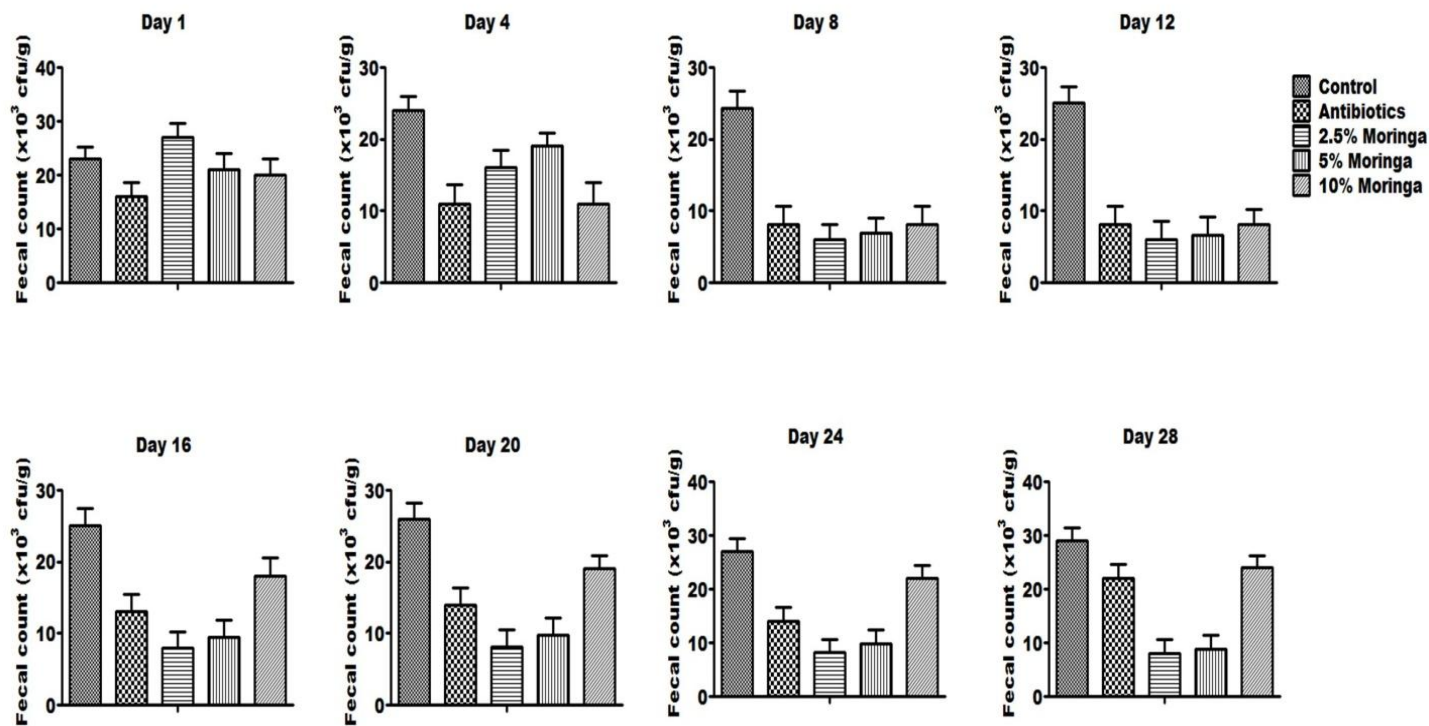 Day 1
Fecal count (x10³ cfu/g)
40
30
20
10
0
Day 4
Fecal count (x10³ cfu/g)
30
20
10
0
Day 8
Fecal count (x10³ cfu/g)
30
20
10
0
Day 12
Fecal count (x10³ cfu/g)
30
20
10
0
Control
Antibiotics
2.5% Moringa
5% Moringa
10% Moringa
Day 16
Fecal count (x10³ cfu/g)
30
20
10
0
Day 20
Fecal count (x10³ cfu/g)
30
20
10
0
Day 24
Fecal count (x10³ cfu/g)
40
30
20
10
0
Day 28
Fecal count (x10³ cfu/g)
40
30
20
10
0